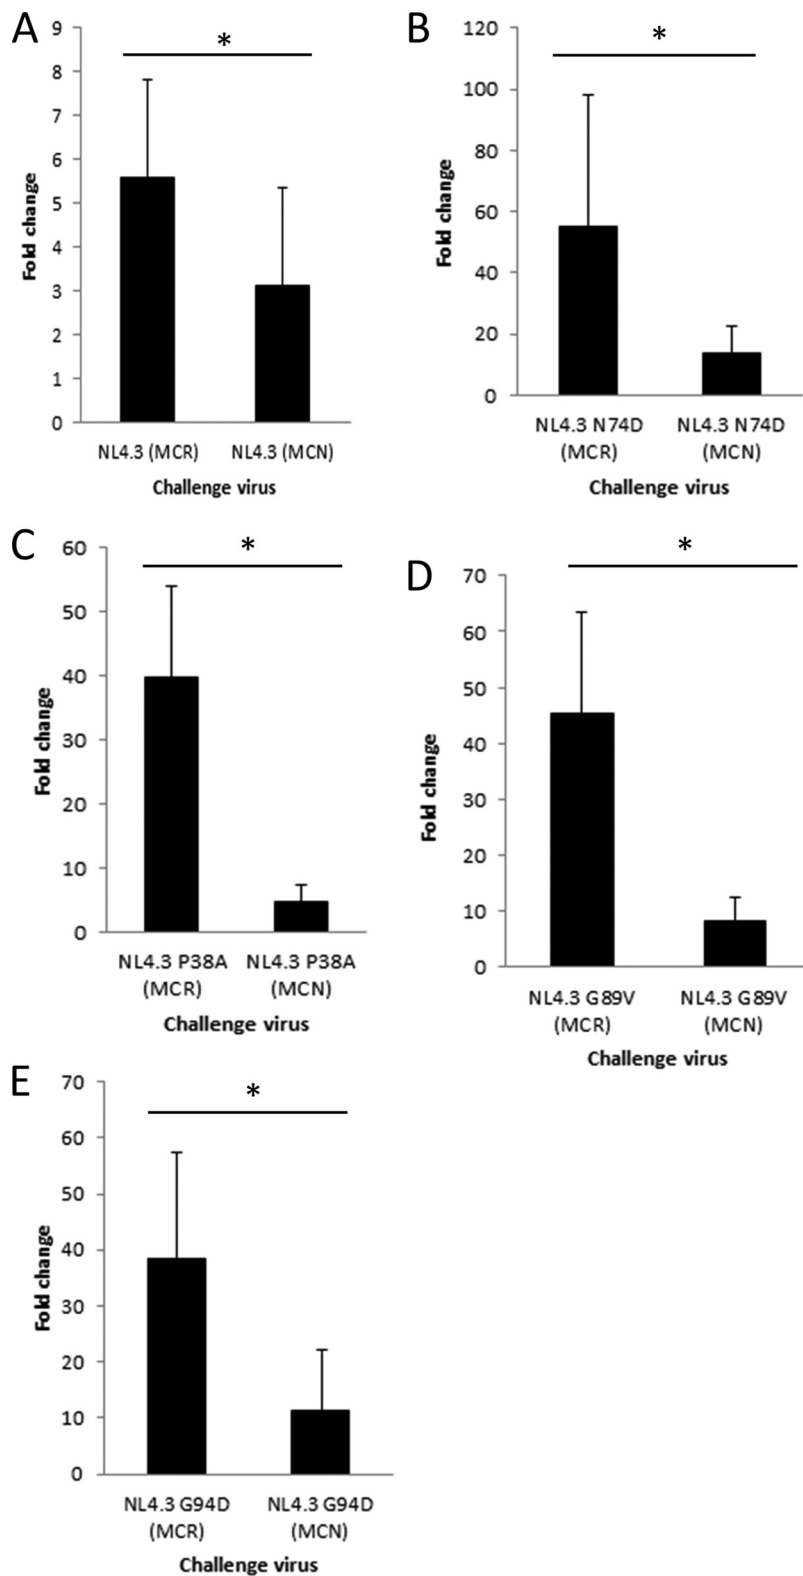 A
*
9
8
7
6
5
4
3
2
1
0
Fold change
NL4.3 (MCR) NL4.3 (MCN)
Challenge virus
B
*
120
100
80
60
40
20
0
Fold change
NL4.3 N74D NL4.3 N74D
(MCR) (MCN)
Challenge virus
C
*
60
50
40
30
20
10
0
Fold change
NL4.3 P38A NL4.3 P38A
(MCR) (MCN)
Challenge virus
D
*
70
60
50
40
30
20
10
0
Fold change
NL4.3 G89V NL4.3 G89V
(MCR) (MCN)
Challenge virus
E
*
70
60
50
40
30
20
10
0
Fold change
NL4.3 G94D NL4.3 G94D
(MCR) (MCN)
Challenge virus